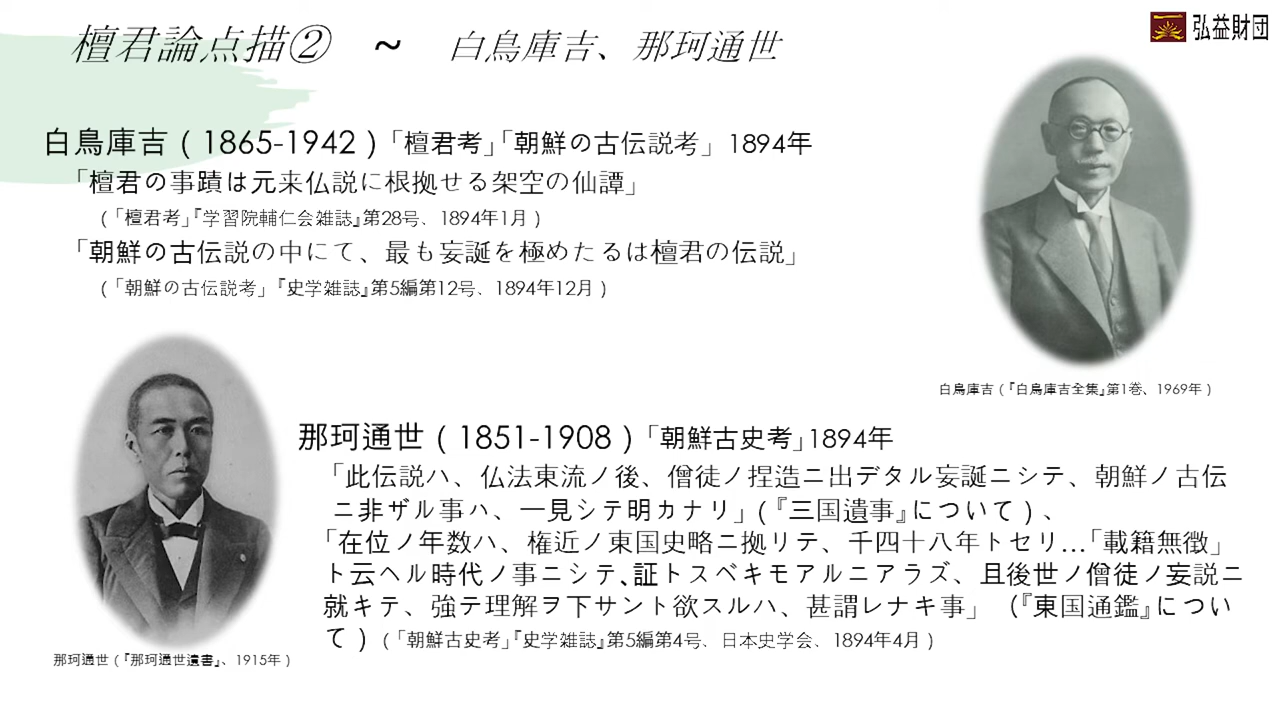 檀君論点描② ～ 白鳥庫吉、那珂通世
弘益財団
白鳥庫吉（1865-1942）「檀君考」「朝鮮の古伝説考」 1894年
「檀君の事蹟は元来仏説に根拠せる架空の仙譚」
（「檀君考」『学習院輔仁会雑誌』第28号、1894年1月）
「朝鮮の古伝説の中にて、最も妄誕を極めたるは檀君の伝説」
（「朝鮮の古伝説考」『史学雑誌』第5編第12号、1894年12月）
白鳥庫吉（『白鳥庫吉全集』第1巻、1969年）
那珂通世（1851-1908）「朝鮮古史考」1894年
「此伝説ハ、仏法東流ノ後、僧徒ノ捏造ニ出デタル妄誕ニシテ、朝鮮ノ古伝
ニ非ザル事ハ、一見シテ明カナリ」(『三国遺事』について）、
「在位ノ年数ハ、権近ノ東国史略ニ拠リテ、千四十八年トセリ…「載籍無徴」
ト云ヘル時代ノ事ニシテ、証トスベキモアルニアラズ、且後世ノ僧徒ノ妄説ニ
就キテ、強テ理解ヲ下サント欲スルハ、甚謂レナキ事」 （『東国通鑑』につい
て）（「朝鮮古史考」『史学雑誌』第5編第4号、日本史学会、1894年4月）
那珂通世（『那珂通世遺書』、1915年）